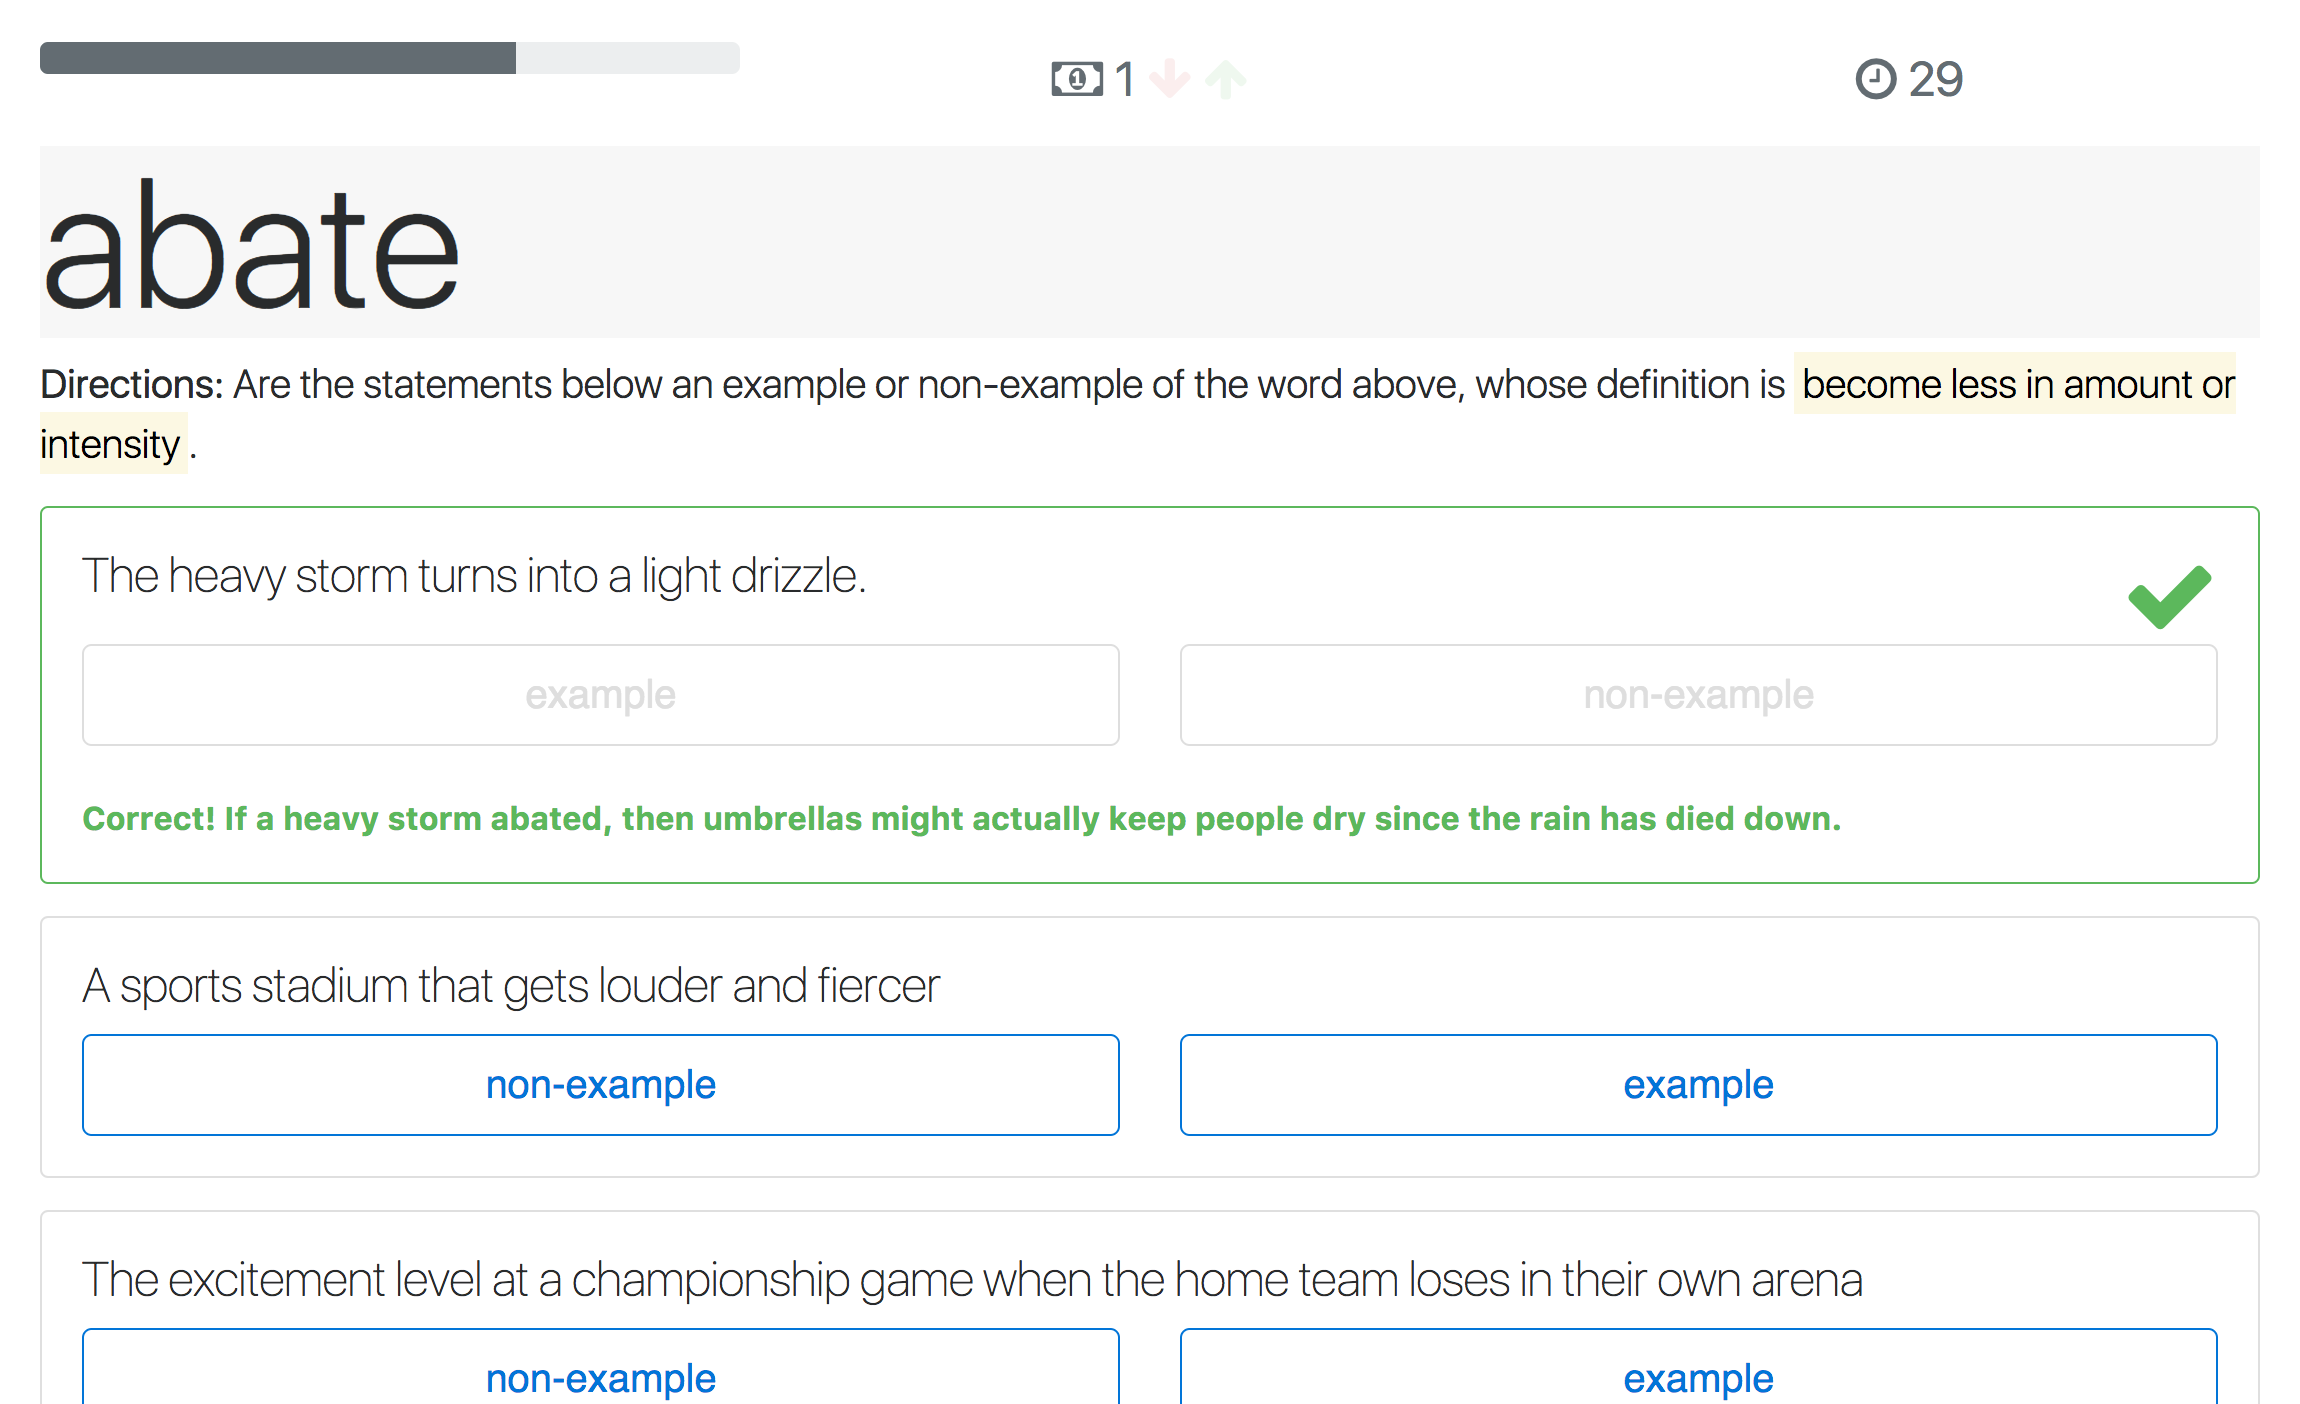 1
29
abate
Directions: Are the statements below an example or non-example of the word above, whose definition is become less in amount or
intensity .
The heavy storm turns into a light drizzle.
example
non-example
Correct! If a heavy storm abated, then umbrellas might actually keep people dry since the rain has died down.
A sports stadium that gets louder and fiercer
non-example
example
The excitement level at a championship game when the home team loses in their own arena
non-example
example